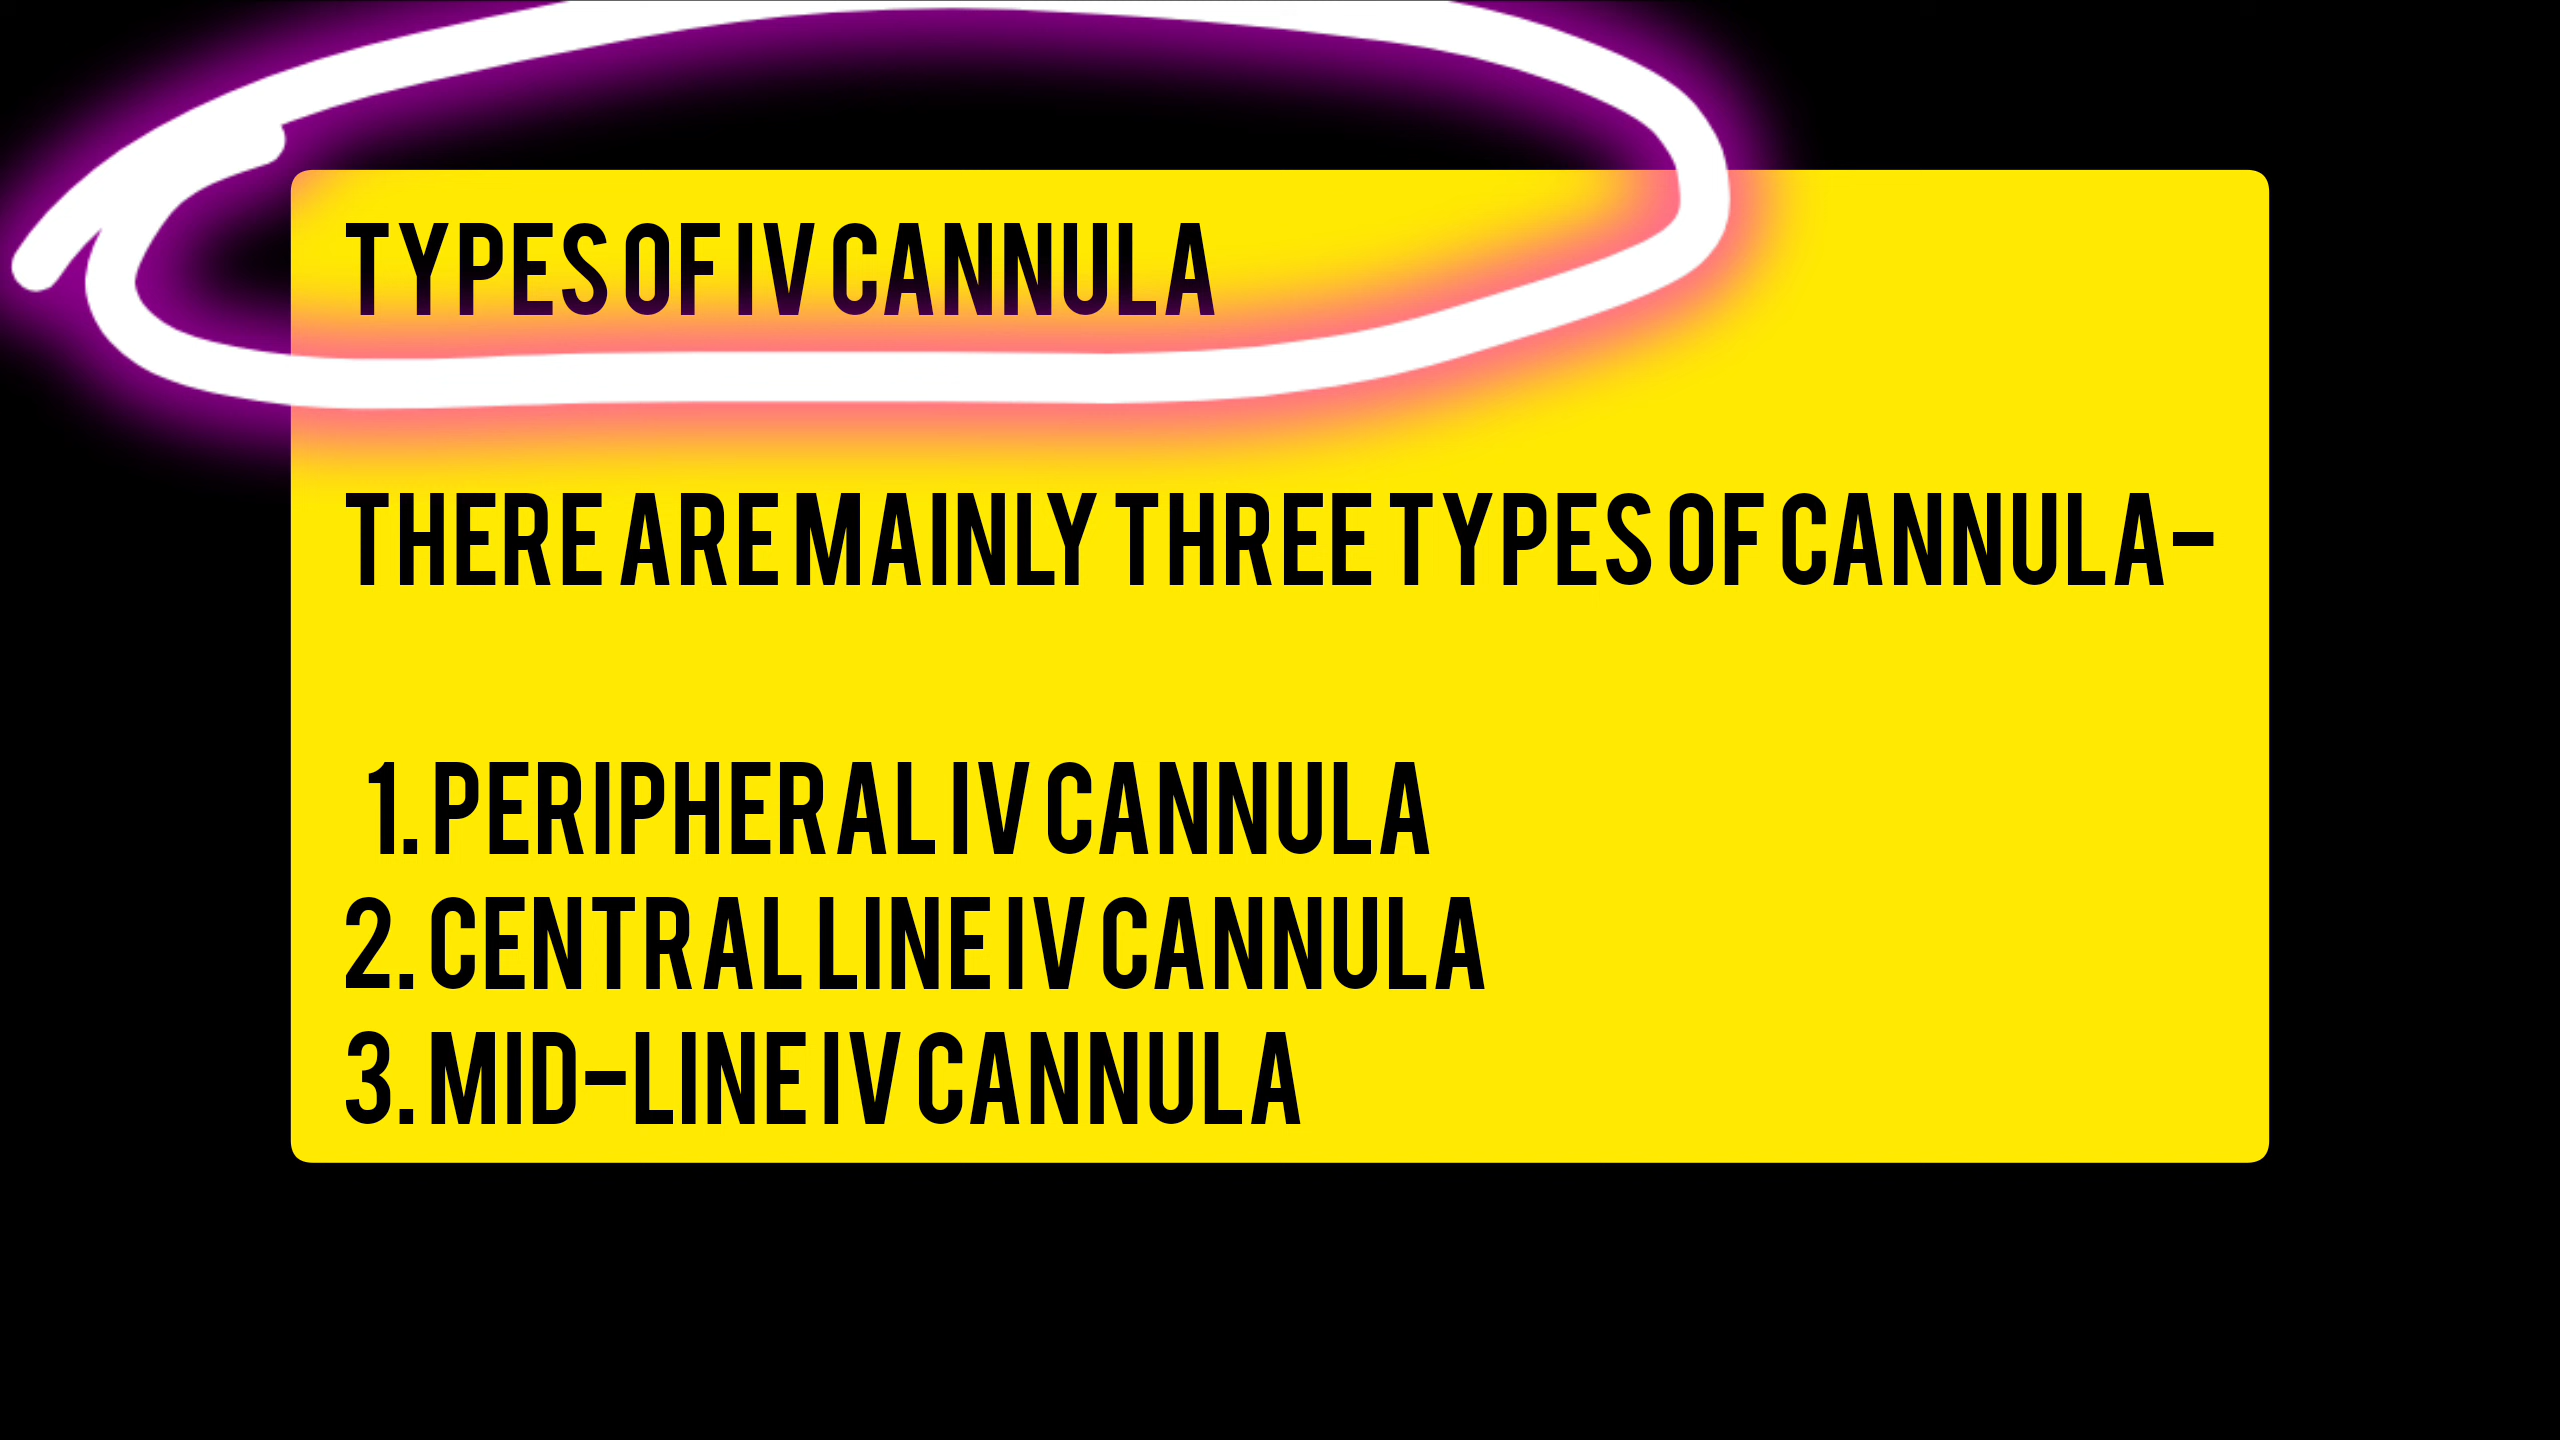 TYPES OF IV CANNULA
THERE ARE MAINLY THREE TYPES OF CANNULA-
1. PERIPHERAL IV CANNULA
2. CENTRAL LINE IV CANNULA
3. MID-LINE IV CANNULA